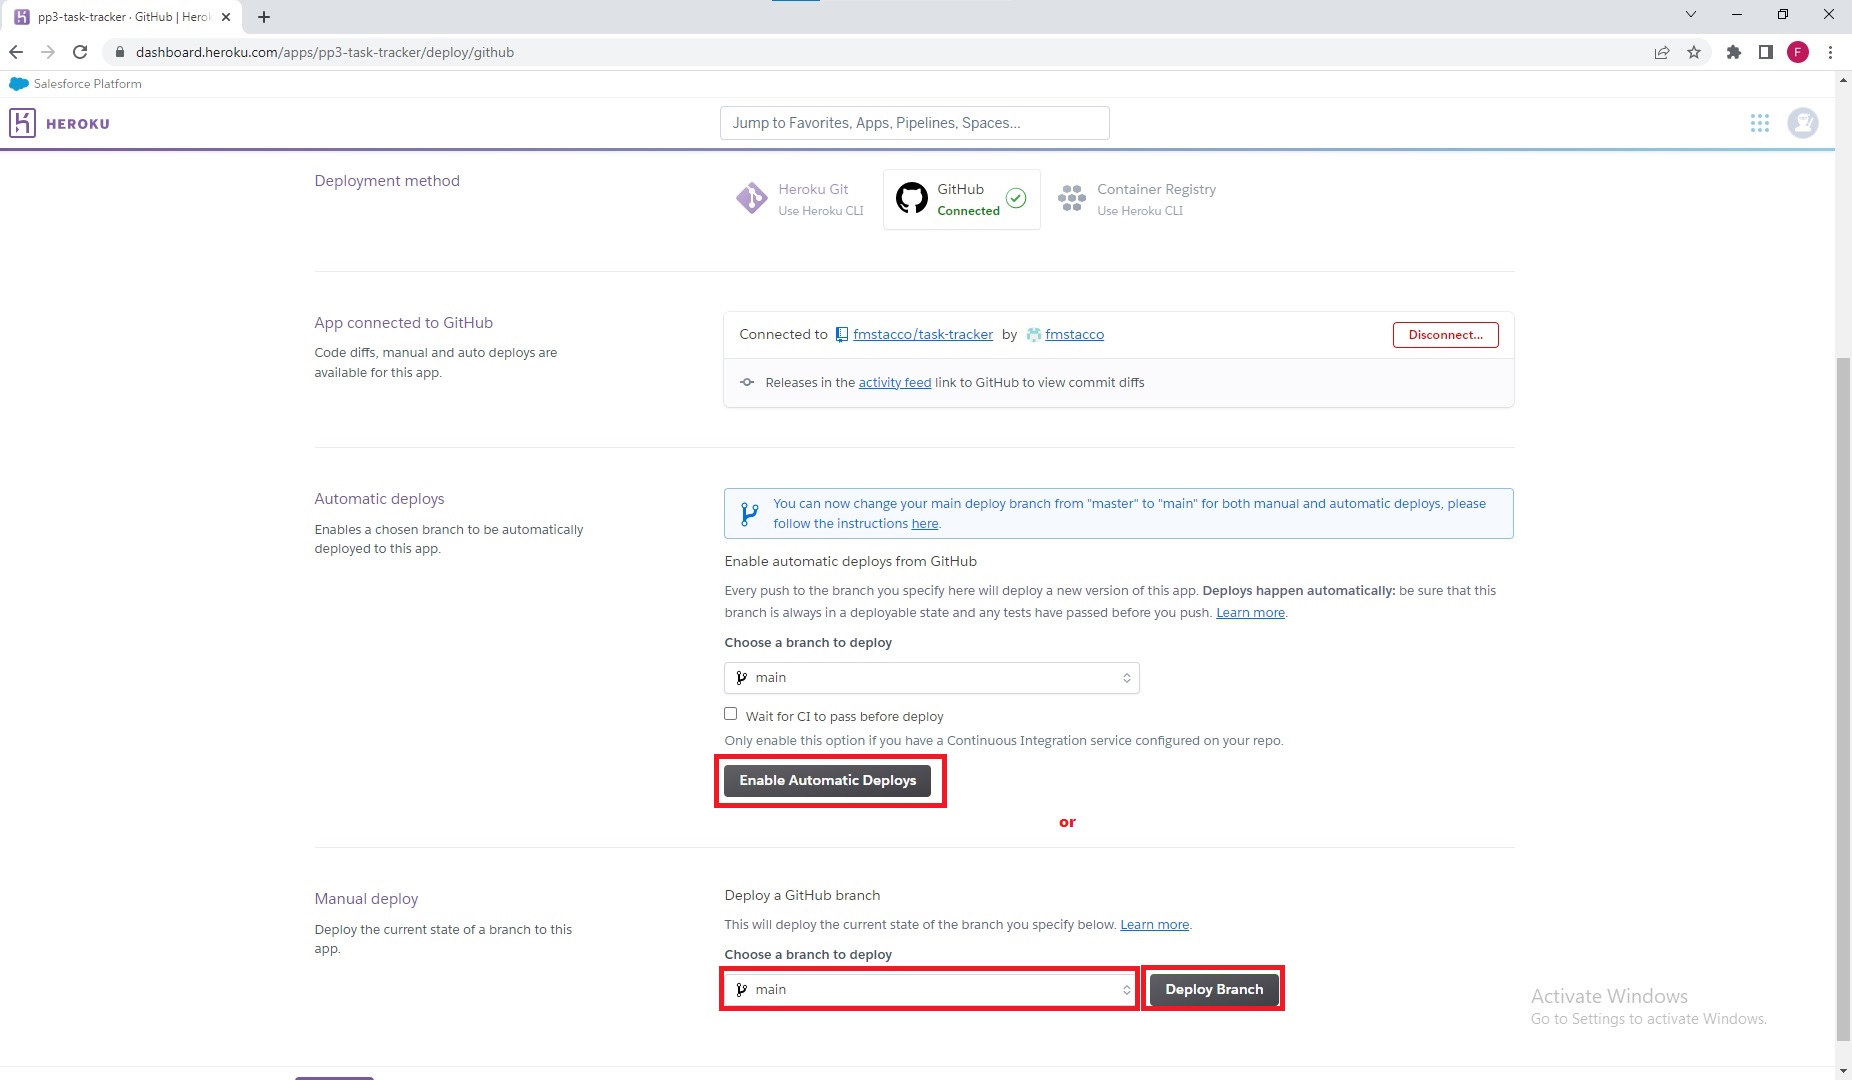 pp3-task-tracker · GitHub | Herok
dashboard.heroku.com/apps/pp3-task-tracker/deploy/github
F
Salesforce Platform
HEROKU
Jump to Favorites, Apps, Pipelines, Spaces...
Deployment method
Heroku Git
Use Heroku CLI
GitHub
Connected
Container Registry
Use Heroku CLI
App connected to GitHub
Code diffs, manual and auto deploys are
available for this app.
Connected to fmstacco/task-tracker by fmstacco
Disconnect...
Releases in the activity feed link to GitHub to view commit diffs
Automatic deploys
Enables a chosen branch to be automatically
deployed to this app.
You can now change your main deploy branch from "master" to "main" for both manual and automatic deploys, please
follow the instructions here.
Enable automatic deploys from GitHub
Every push to the branch you specify here will deploy a new version of this app. Deploys happen automatically: be sure that this
branch is always in a deployable state and any tests have passed before you push. Learn more.
Choose a branch to deploy
main
Wait for CI to pass before deploy
Only enable this option if you have a Continuous Integration service configured on your repo.
Enable Automatic Deploys
or
Manual deploy
Deploy the current state of a branch to this
app.
Deploy a GitHub branch
This will deploy the current state of the branch you specify below. Learn more.
Choose a branch to deploy
main
Deploy Branch
Activate Windows
Go to Settings to activate Windows.